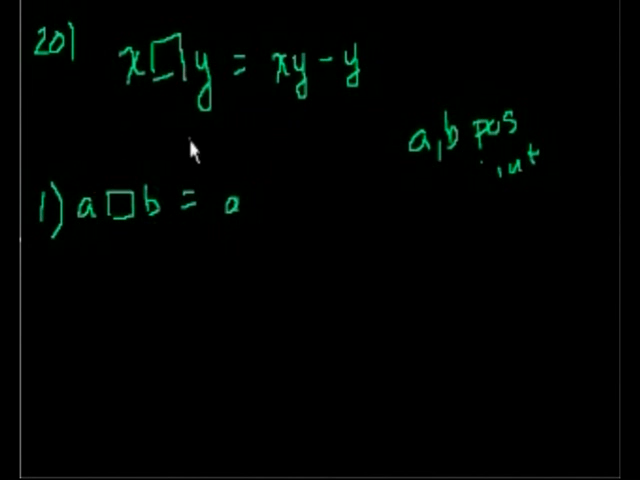 20)
x□y = xy - y
a,b pos
int
1) a □ b = a